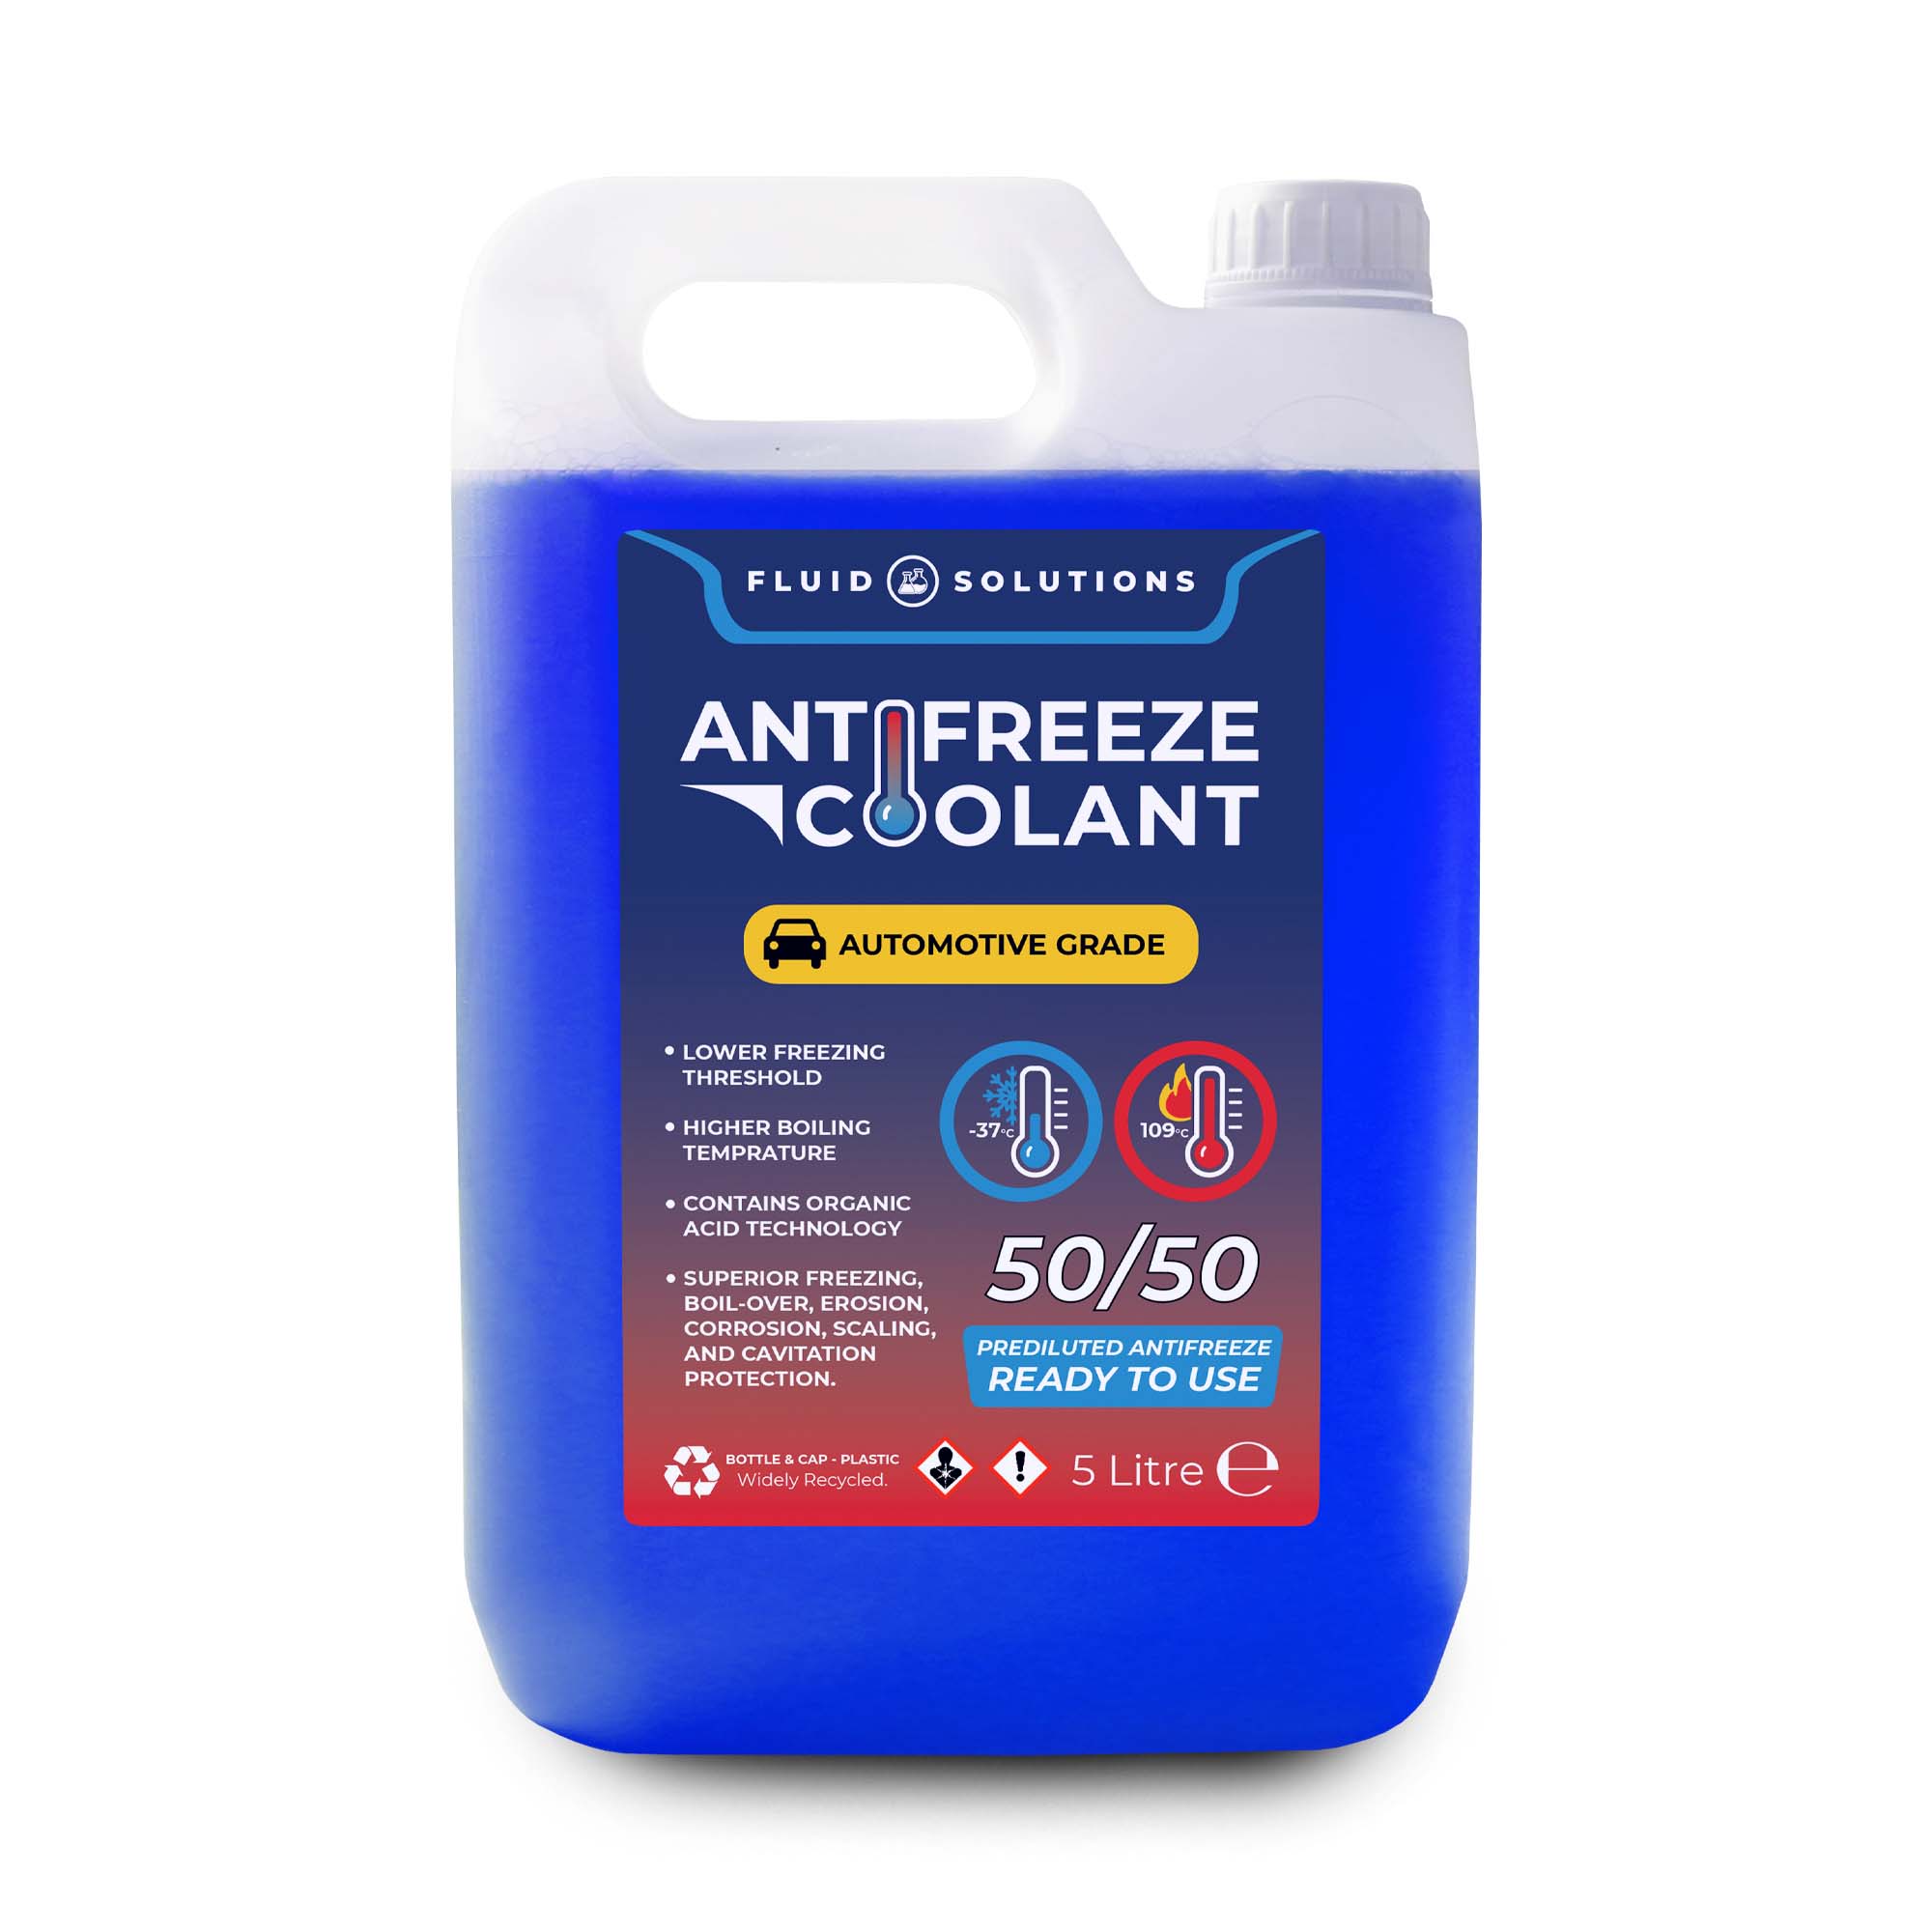 FLUID SOLUTIONS
ANTIFREEZE
COOLANT
AUTOMOTIVE GRADE
• LOWER FREEZING
THRESHOLD
• HIGHER BOILING
TEMPRATURE
• CONTAINS ORGANIC
ACID TECHNOLOGY
• SUPERIOR FREEZING,
BOIL-OVER, EROSION,
CORROSION, SCALING,
AND CAVITATION
PROTECTION.
-37°C
109°C
50/50
PREDILUTED ANTIFREEZE
READY TO USE
BOTTLE & CAP - PLASTIC
Widely Recycled.
5 Litre ℮